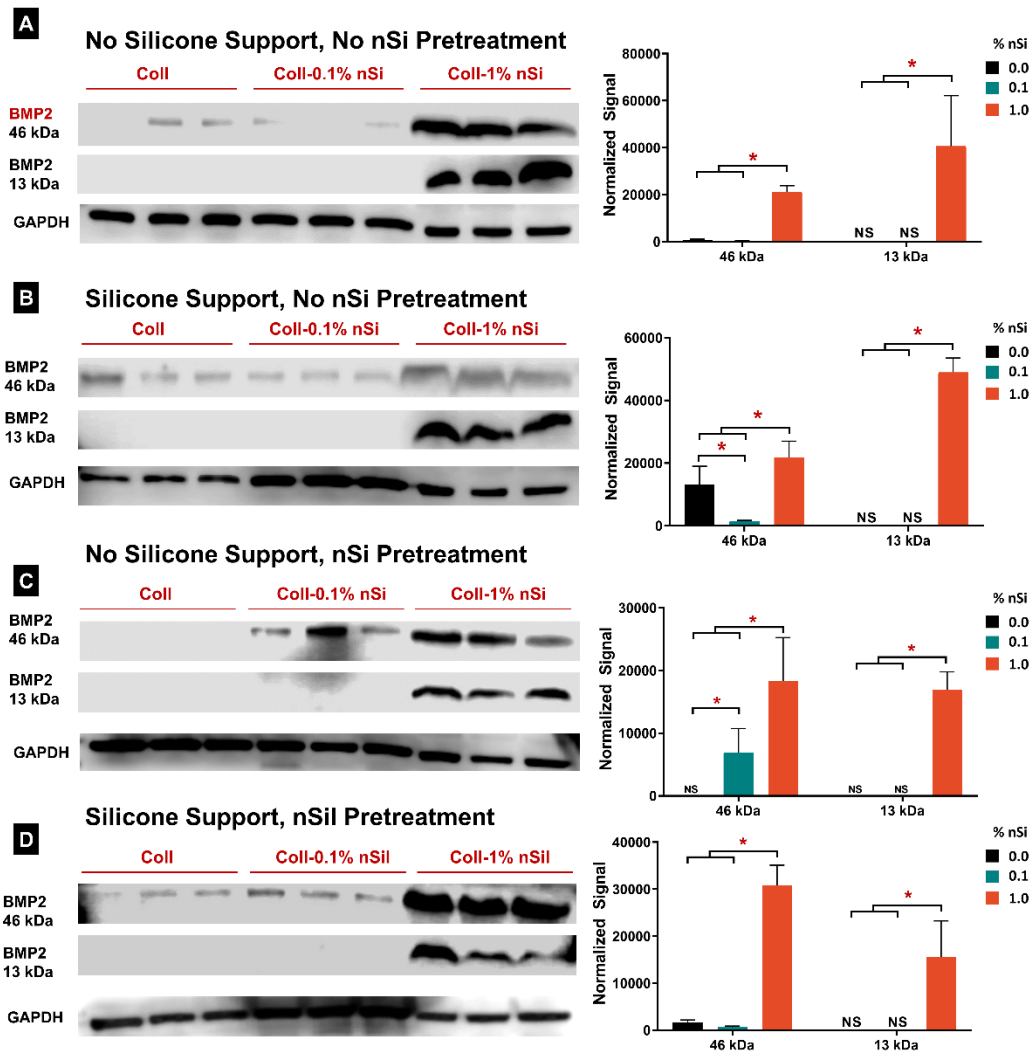 A
No Silicone Support, No nSi Pretreatment
Coll
Coll-0.1% nSi
Coll-1% nSi
BMP2
46 kDa
BMP2
13 kDa
GAPDH
Normalized Signal
80000
60000
40000
20000
0
*
*
NS
NS
46 kDa
13 kDa
% nSi
0.0
0.1
1.0
B
Silicone Support, No nSi Pretreatment
Coll
Coll-0.1% nSi
Coll-1% nSi
BMP2
46 kDa
BMP2
13 kDa
GAPDH
Normalized Signal
60000
40000
20000
0
*
*
*
NS
NS
46 kDa
13 kDa
% nSi
0.0
0.1
1.0
C
No Silicone Support, nSi Pretreatment
Coll
Coll-0.1% nSi
Coll-1% nSi
BMP2
46 kDa
BMP2
13 kDa
GAPDH
Normalized Signal
30000
20000
10000
0
*
*
*
NS
NS
NS
46 kDa
13 kDa
% nSi
0.0
0.1
1.0
D
Silicone Support, nSil Pretreatment
Coll
Coll-0.1% nSil
Coll-1% nSil
BMP2
46 kDa
BMP2
13 kDa
GAPDH
Normalized Signal
40000
30000
20000
10000
0
*
*
NS
NS
46 kDa
13 kDa
% nSi
0.0
0.1
1.0